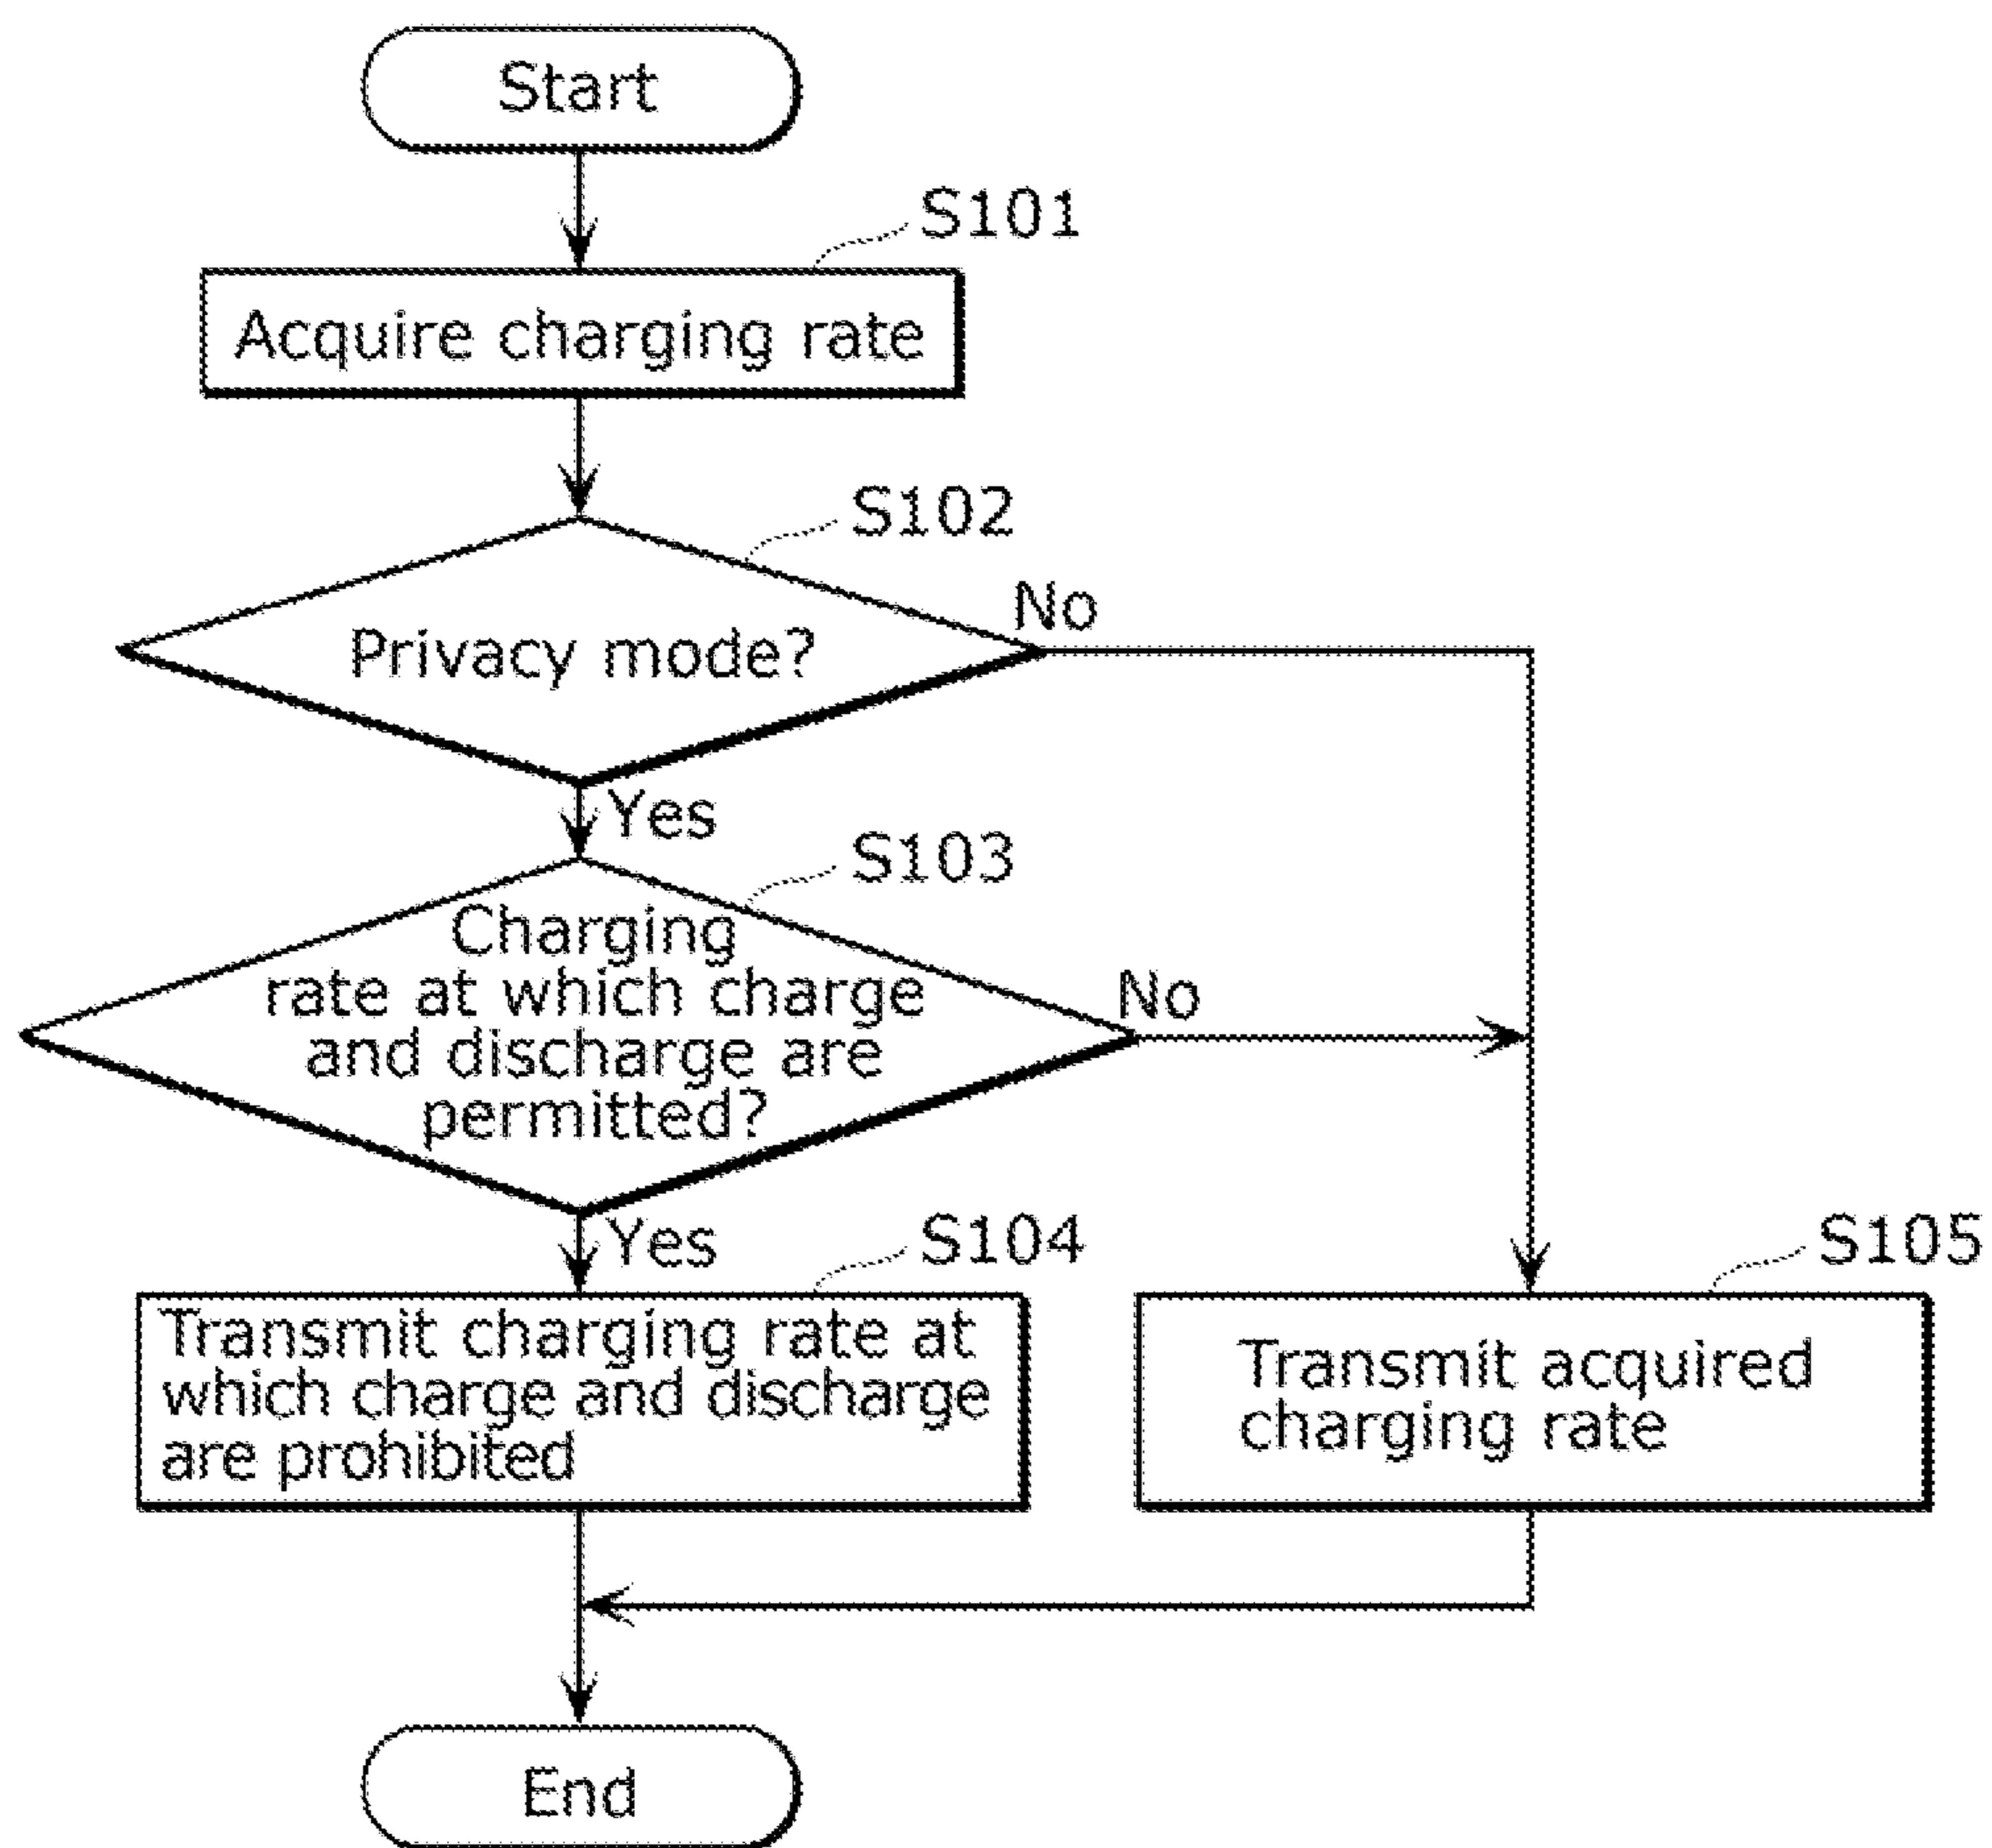 Start
S101
Acquire charging rate
S102
No
Privacy mode?
Yes
S103
Charging
rate at which charge
and discharge are
permitted?
No
Yes
S104
Transmit charging rate at
which charge and discharge
are prohibited
S105
Transmit acquired
charging rate
End